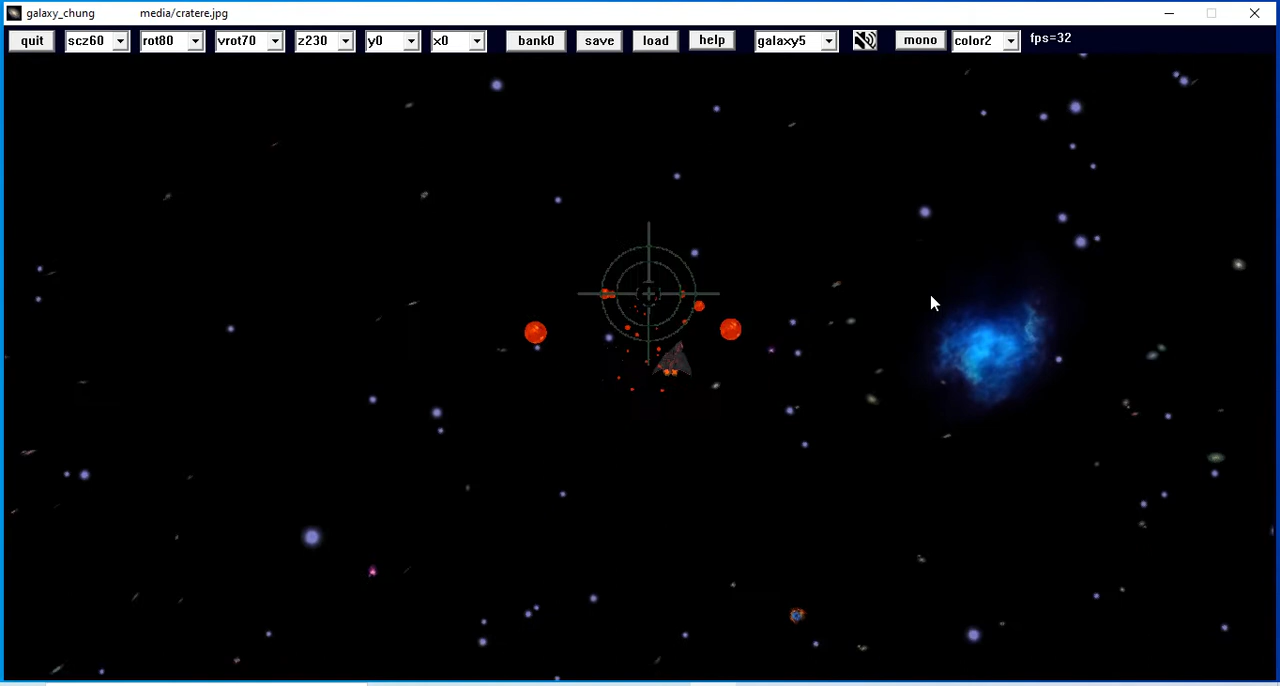 galaxy_chung media/cratere.jpg
quit scz60 rot80 vrot70 z230 y0 x0 bank0 save load help galaxy5 mono color2 fps=32